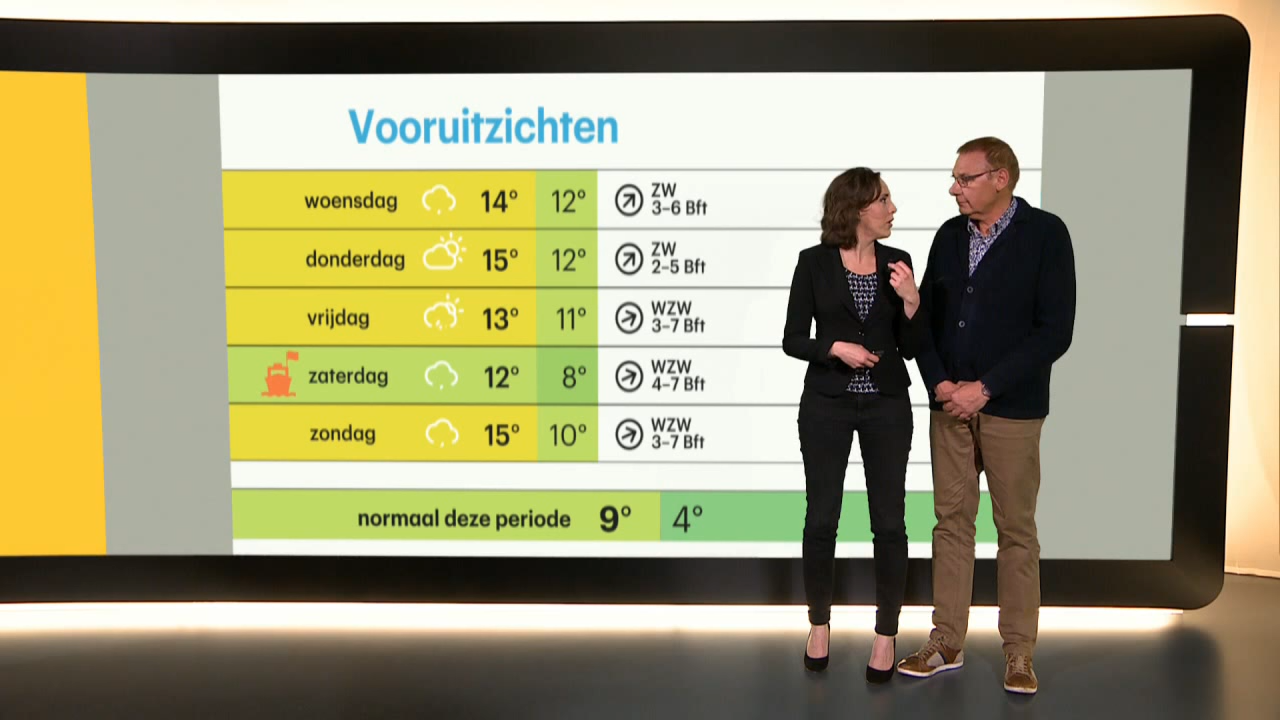 Vooruitzichten
woensdag 14° 12° ZW
3-6 Bft
donderdag 15° 12° ZW
2-5 Bft
vrijdag 13° 11° WZW
3-7 Bft
zaterdag 12° 8° WZW
4-7 Bft
zondag 15° 10° WZW
3-7 Bft
normaal deze periode 9° 4°